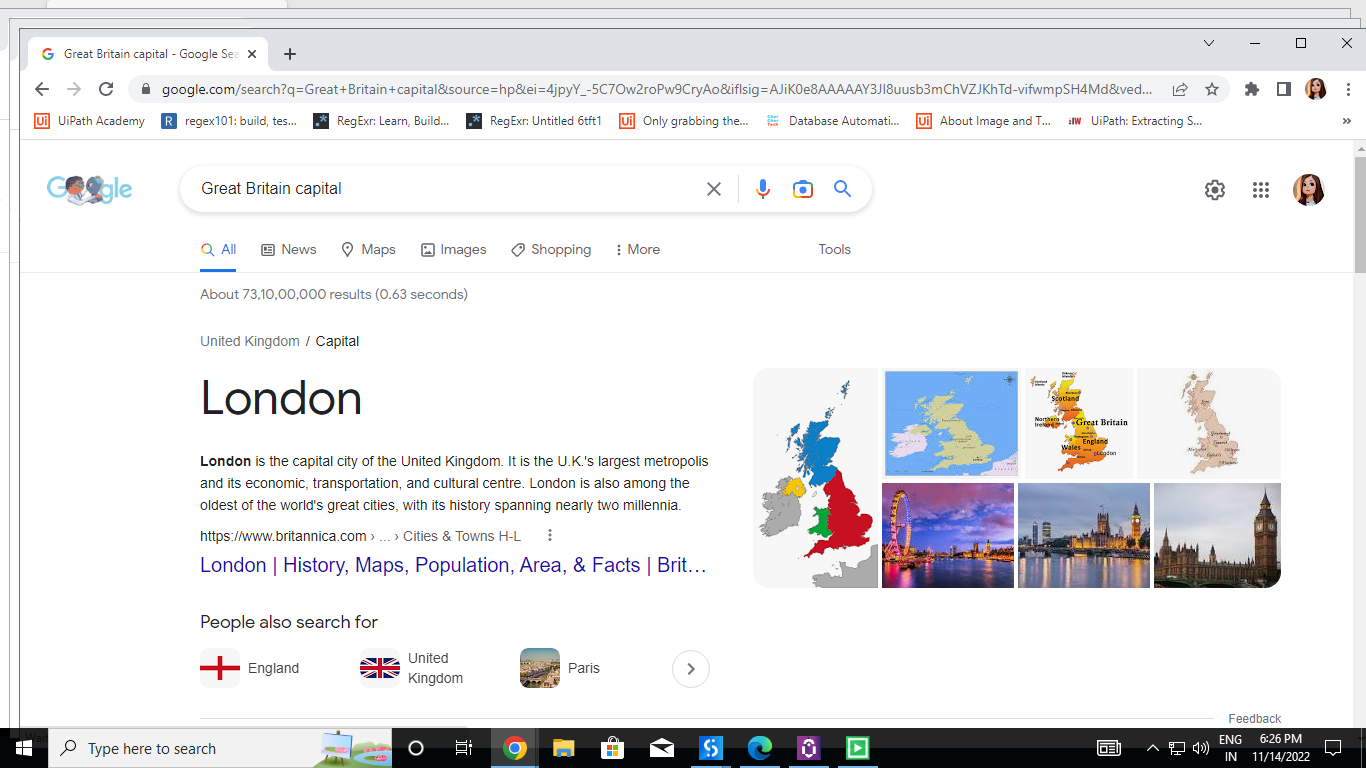 Great Britain capital - Google Sea
google.com/search?q=Great+Britain+capital&source=hp&ei=4jpyY_-5C7Ow2roPw9CryAo&iflsig=AJiK0e8AAAAAY3JI8uusb3mChVZJKhTd-vifwmpSH4Md&ved...
UiPath Academy
regex101: build, tes...
RegExr: Learn, Build...
RegExr: Untitled 6tft1
Only grabbing the...
Database Automati...
About Image and T...
UiPath: Extracting S...
»
Google
Great Britain capital
All
News
Maps
Images
Shopping
More
Tools
About 73,10,00,000 results (0.63 seconds)
United Kingdom / Capital
London
London is the capital city of the United Kingdom. It is the U.K.'s largest metropolis
and its economic, transportation, and cultural centre. London is also among the
oldest of the world's great cities, with its history spanning nearly two millennia.
https://www.britannica.com › ... › Cities & Towns H-L
London | History, Maps, Population, Area, & Facts | Brit...
Scotland
Northern
Ireland
Great Britain
Wales
England
London
People also search for
England
United
Kingdom
Paris
Feedback
Type here to search
ENG
IN
6:26 PM
11/14/2022